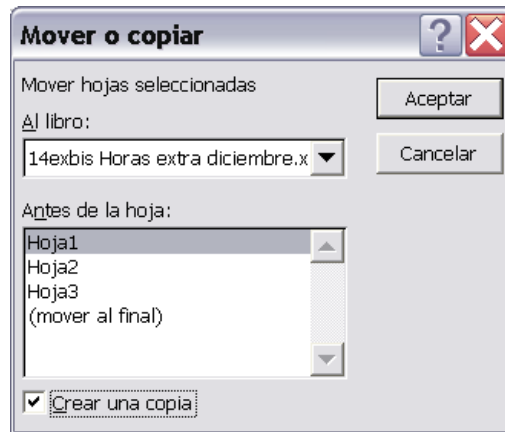 Mover o copiar
Mover hojas seleccionadas
Al libro:
14exbis Horas extra diciembre.x
Antes de la hoja:
Hoja1
Hoja2
Hoja3
(mover al final)
Crear una copia
Aceptar
Cancelar